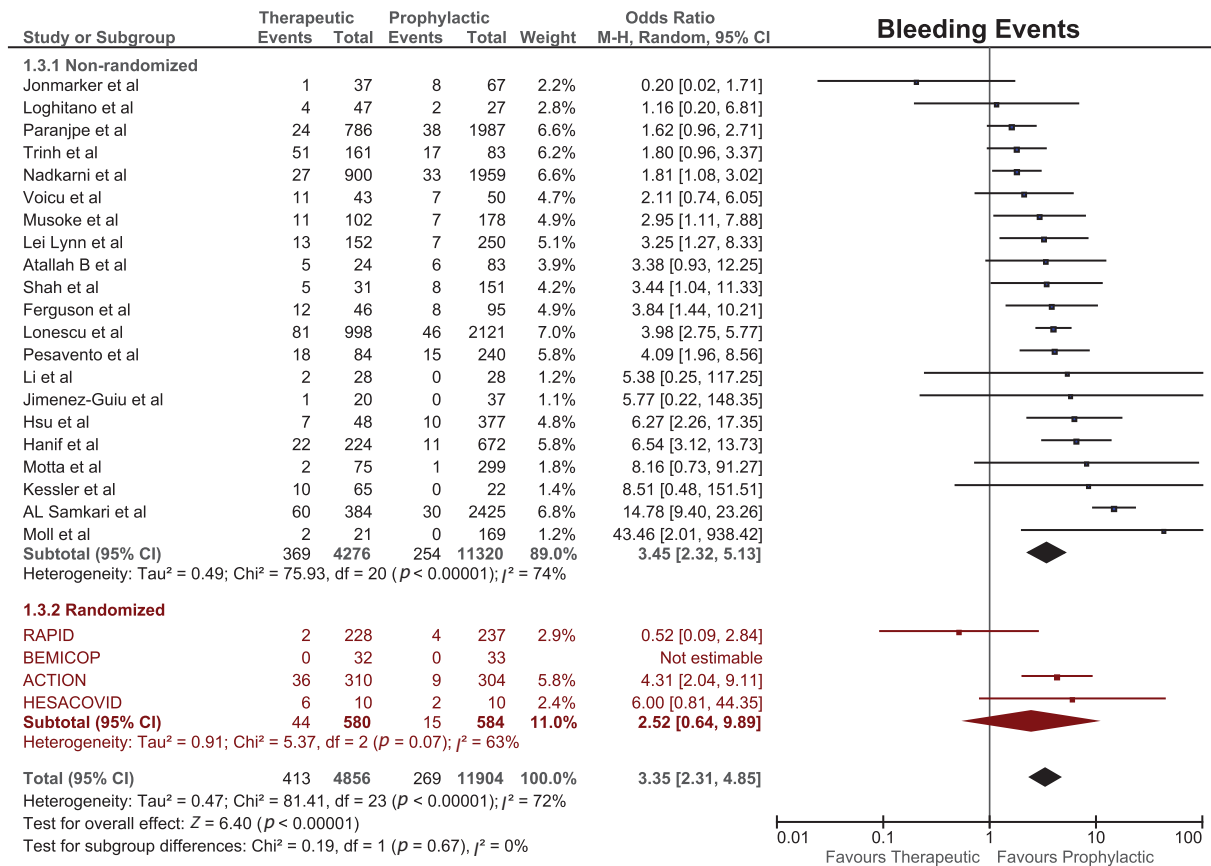 Therapeutic Prophylactic Odds Ratio Bleeding Events
Study or Subgroup Events Total Events Total Weight M-H, Random, 95% CI
1.3.1 Non-randomized
Jonmarker et al 1 37 8 67 2.2% 0.20 [0.02, 1.71]
Loghitano et al 4 47 2 27 2.8% 1.16 [0.20, 6.81]
Paranjpe et al 24 786 38 1987 6.6% 1.62 [0.96, 2.71]
Trinh et al 51 161 17 83 6.2% 1.80 [0.96, 3.37]
Nadkarni et al 27 900 33 1959 6.6% 1.81 [1.08, 3.02]
Voicu et al 11 43 7 50 4.7% 2.11 [0.74, 6.05]
Musoke et al 11 102 7 178 4.9% 2.95 [1.11, 7.88]
Lei Lynn et al 13 152 7 250 5.1% 3.25 [1.27, 8.33]
Atallah B et al 5 24 6 83 3.9% 3.38 [0.93, 12.25]
Shah et al 5 31 8 151 4.2% 3.44 [1.04, 11.33]
Ferguson et al 12 46 8 95 4.9% 3.84 [1.44, 10.21]
Lonescu et al 81 998 46 2121 7.0% 3.98 [2.75, 5.77]
Pesavento et al 18 84 15 240 5.8% 4.09 [1.96, 8.56]
Li et al 2 28 0 28 1.2% 5.38 [0.25, 117.25]
Jimenez-Guiu et al 1 20 0 37 1.1% 5.77 [0.22, 148.35]
Hsu et al 7 48 10 377 4.8% 6.27 [2.26, 17.35]
Hanif et al 22 224 11 672 5.8% 6.54 [3.12, 13.73]
Motta et al 2 75 1 299 1.8% 8.16 [0.73, 91.27]
Kessler et al 10 65 0 22 1.4% 8.51 [0.48, 151.51]
AL Samkari et al 60 384 30 2425 6.8% 14.78 [9.40, 23.26]
Moll et al 2 21 0 169 1.2% 43.46 [2.01, 938.42]
Subtotal (95% CI) 369 4276 254 11320 89.0% 3.45 [2.32, 5.13]
Heterogeneity: Tau² = 0.49; Chi² = 75.93, df = 20 (p < 0.00001); I² = 74%
1.3.2 Randomized
RAPID 2 228 4 237 2.9% 0.52 [0.09, 2.84]
BEMICOP 0 32 0 33 Not estimable
ACTION 36 310 9 304 5.8% 4.31 [2.04, 9.11]
HESACOVID 6 10 2 10 2.4% 6.00 [0.81, 44.35]
Subtotal (95% CI) 44 580 15 584 11.0% 2.52 [0.64, 9.89]
Heterogeneity: Tau² = 0.91; Chi² = 5.37, df = 2 (p = 0.07); I² = 63%
Total (95% CI) 413 4856 269 11904 100.0% 3.35 [2.31, 4.85]
Heterogeneity: Tau² = 0.47; Chi² = 81.41, df = 23 (p < 0.00001); I² = 72%
Test for overall effect: Z = 6.40 (p < 0.00001)
Test for subgroup differences: Chi² = 0.19, df = 1 (p = 0.67), I² = 0%
0.01 0.1 1 10 100
Favours Therapeutic Favours Prophylactic